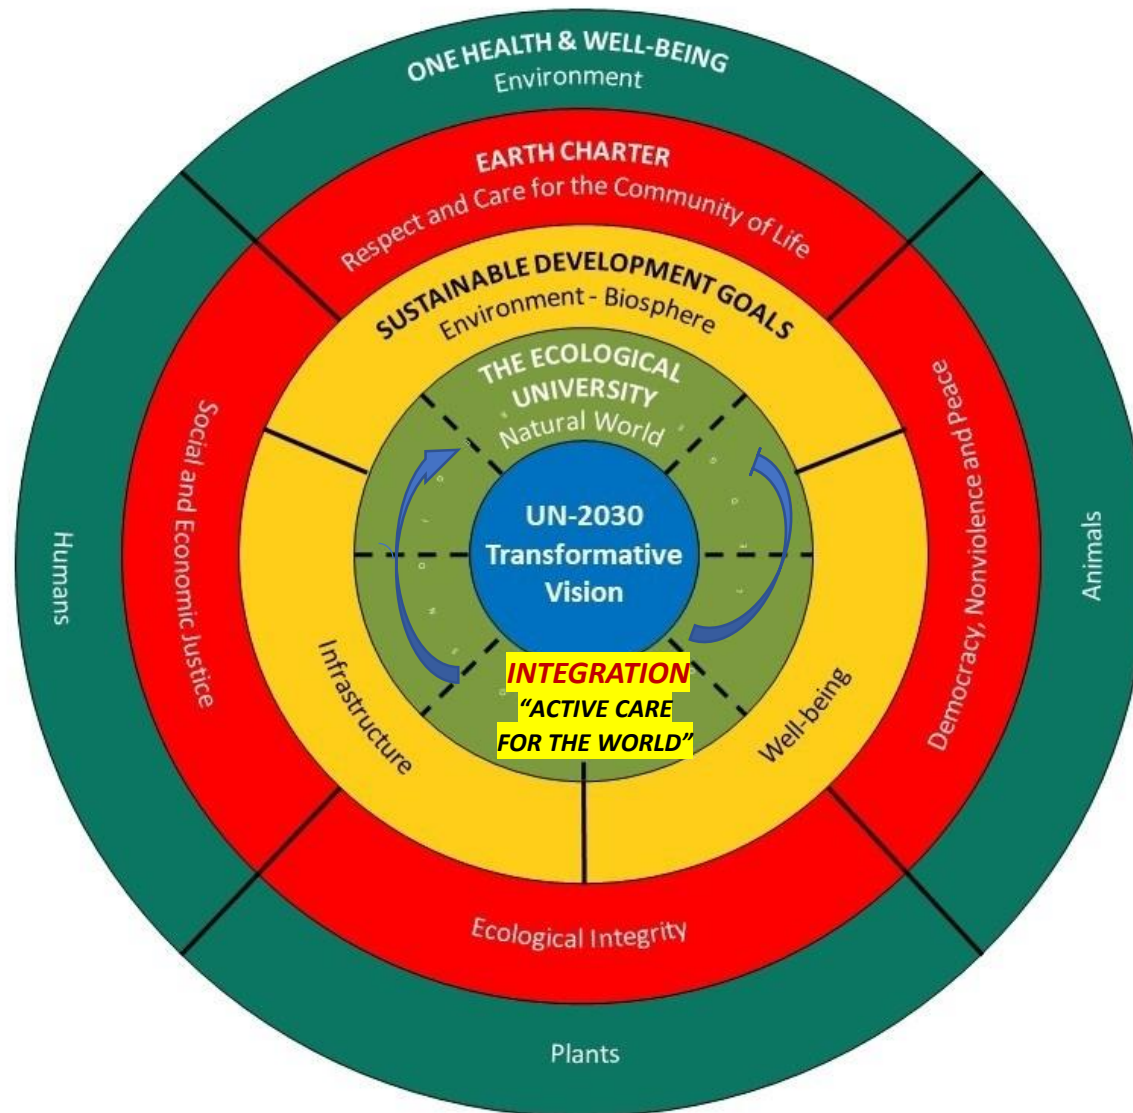 ONE HEALTH & WELL-BEING
Environment
EARTH CHARTER
Respect and Care for the Community of Life
SUSTAINABLE DEVELOPMENT GOALS
Environment - Biosphere
THE ECOLOGICAL
UNIVERSITY
Natural World
UN-2030
Transformative
Vision
INTEGRATION
“ACTIVE CARE
FOR THE WORLD”
Humans
Social and Economic Justice
Infrastructure
Well-being
Democracy, Nonviolence and Peace
Animals
Ecological Integrity
Plants